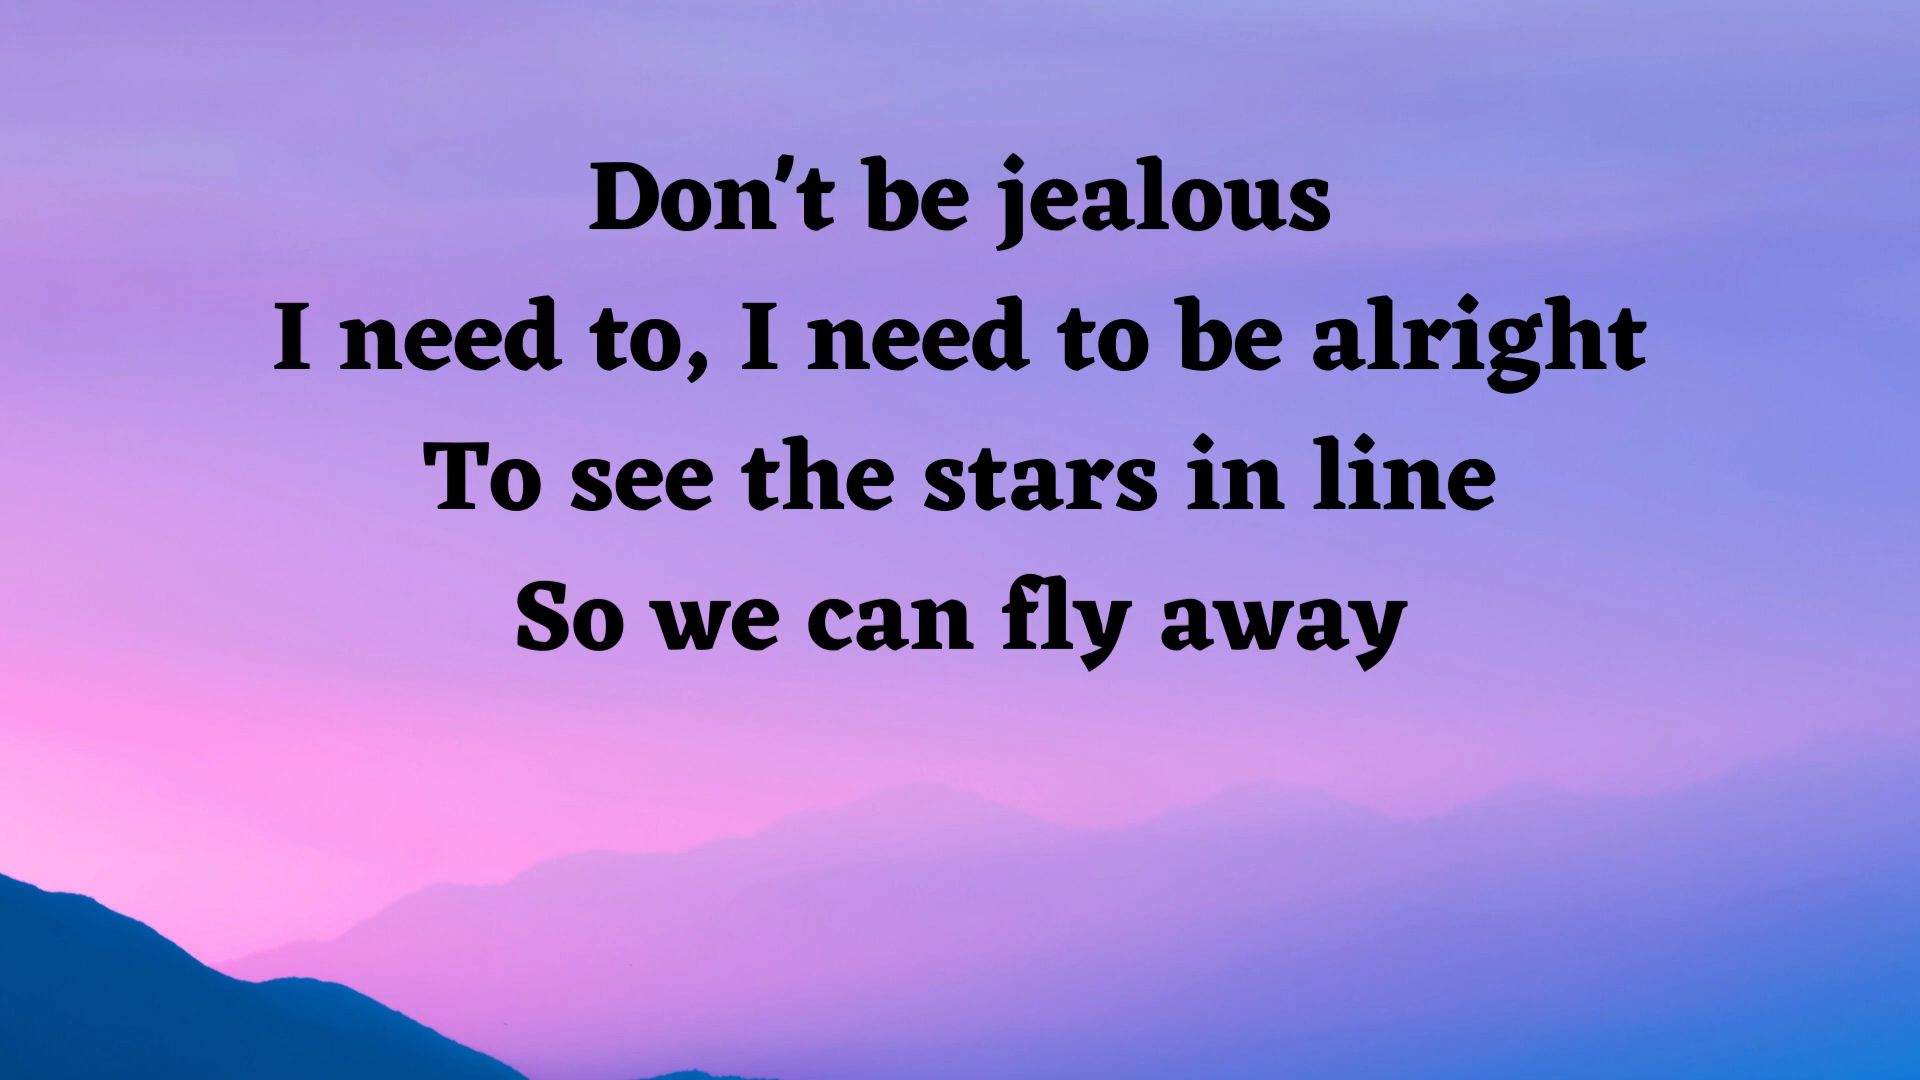 Don't be jealous
I need to, I need to be alright
To see the stars in line
So we can fly away